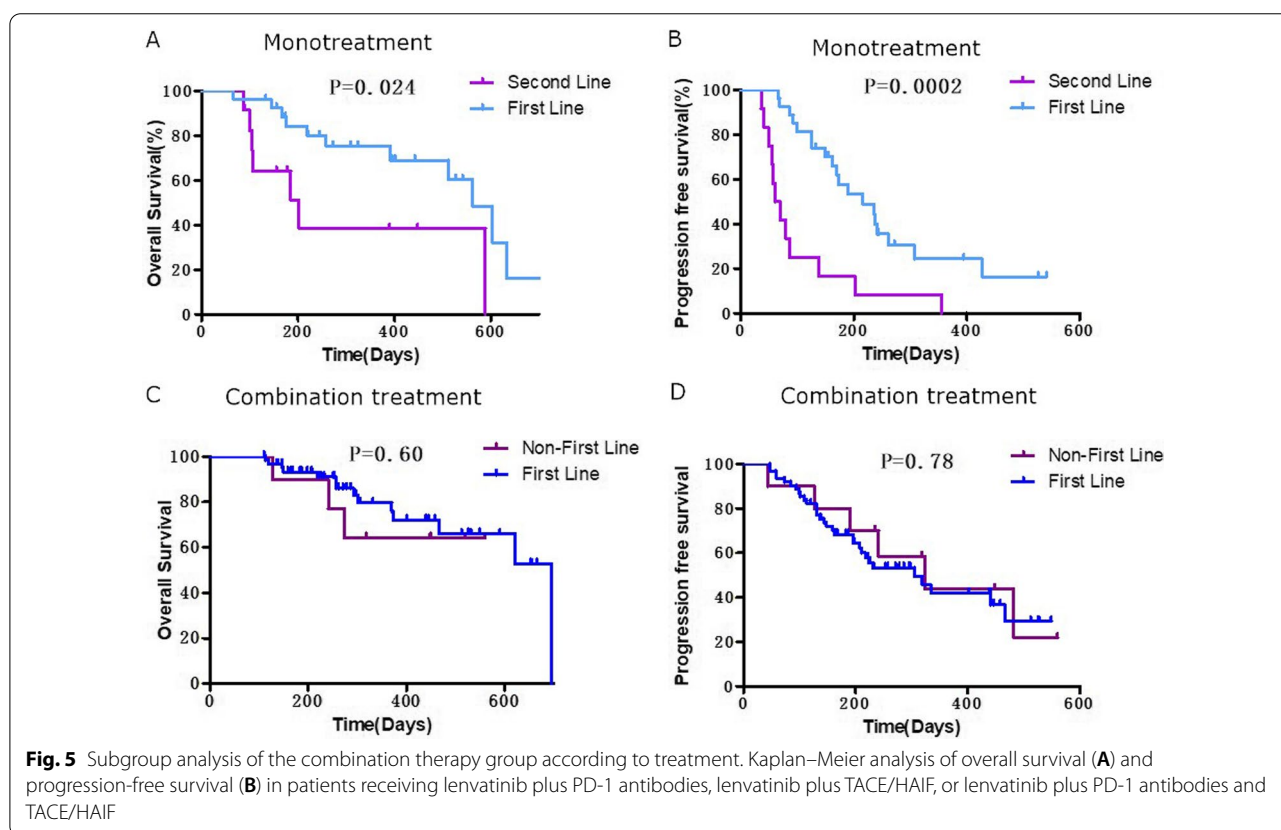 A
Monotreatment
P=0.024
Second Line
First Line
Overall Survival(%)
100
80
60
40
20
0
0 200 400 600
Time(Days)
B
Monotreatment
P=0.0002
Second Line
First Line
Progression free survival(%)
100
80
60
40
20
0
0 200 400 600
Time(Days)
C
Combination treatment
P=0.60
Non-First Line
First Line
Overall Survival
100
80
60
40
20
0
0 200 400 600
Time(Days)
D
Combination treatment
P=0.78
Non-First Line
First Line
Progression free survival
100
80
60
40
20
0
0 200 400 600
Time(Days)
Fig. 5 Subgroup analysis of the combination therapy group according to treatment. Kaplan–Meier analysis of overall survival (A) and
progression-free survival (B) in patients receiving lenvatinib plus PD-1 antibodies, lenvatinib plus TACE/HAIF, or lenvatinib plus PD-1 antibodies and
TACE/HAIF